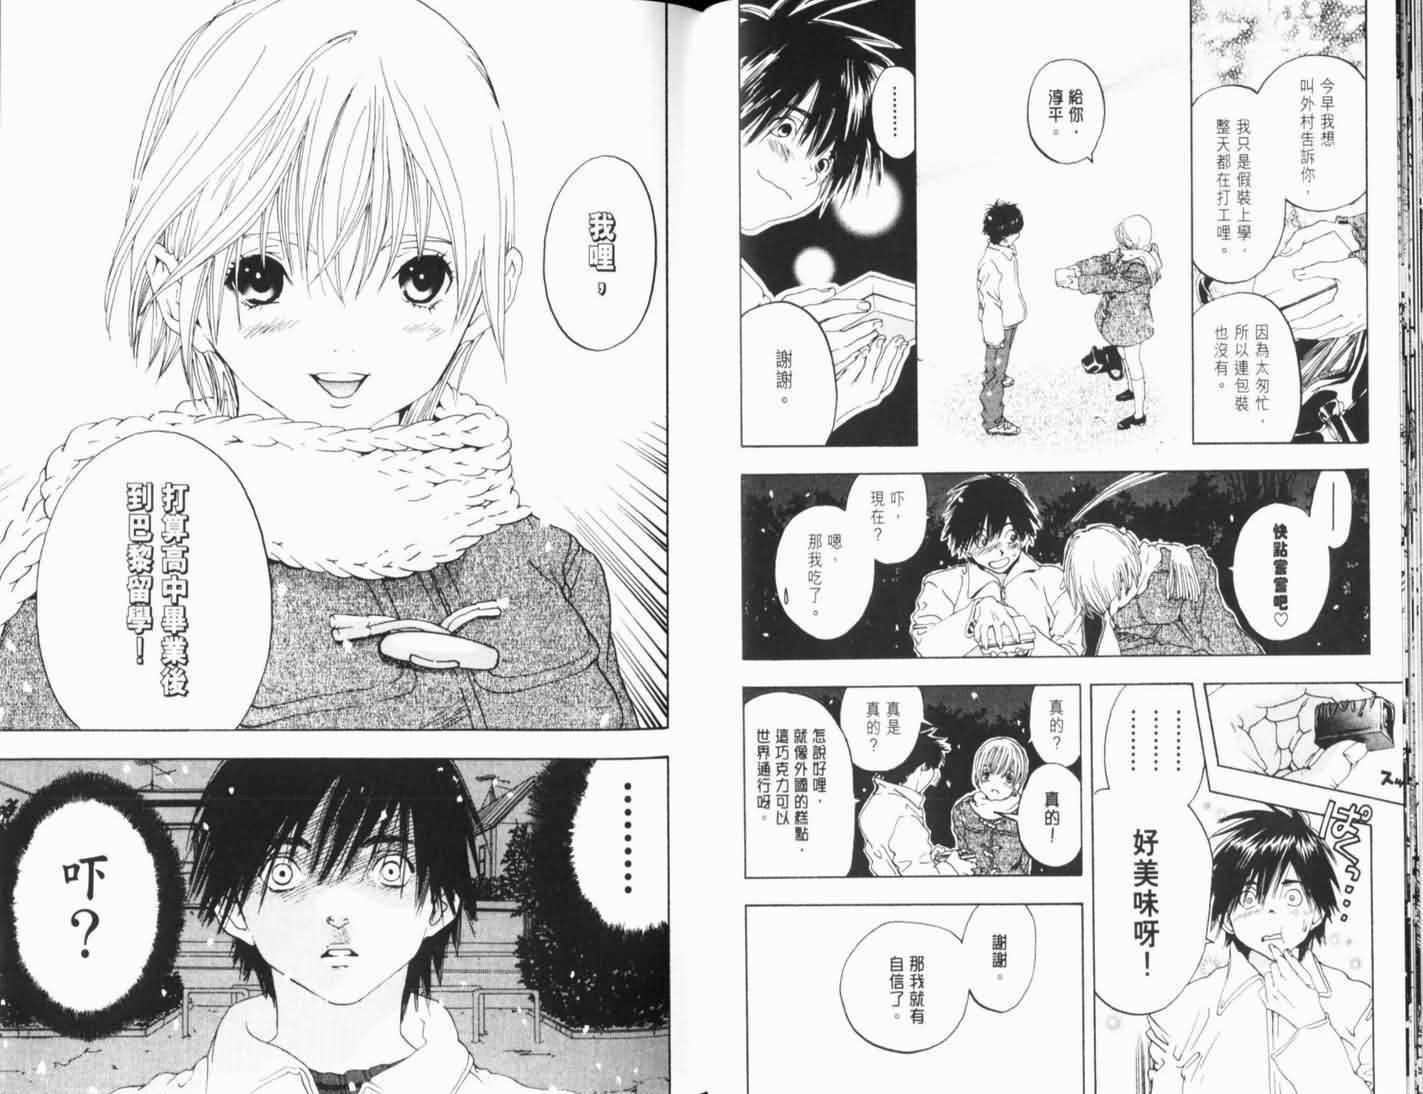 今早我想
叫外村告訴你，
我只是假裝上學，
整天都在打工哩。
因為太匆忙，
所以連包裝
也沒有。
給你，
淳平。
………
謝謝。
──
快點嘗嘗吧♡
吓，
現在？
嗯，
那我吃了。
スッ
ぱくっ…
………
………
好美味呀！
真的？
真的！
真是
真的？
怎說好哩，
就像外國的糕點，
這巧克力可以
世界通行呀。
謝謝。
那我就有
自信了。
我哩，
打算高中畢業後
到巴黎留學！
………
吓？